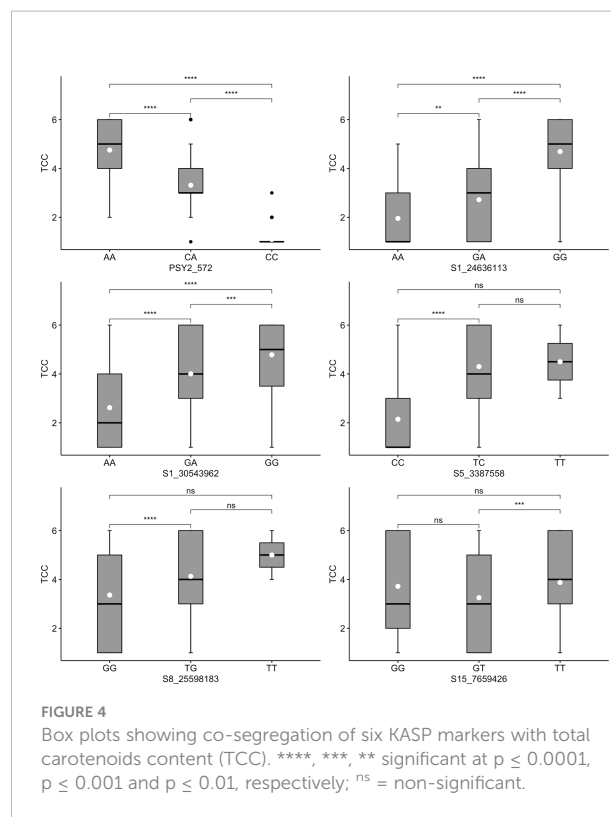 **** ****
**** **** ** ****
6 6
TCC 4 TCC 4
2 2
AA CA CC AA GA GG
PSY2_572 S1_24636113
**** ns
**** *** **** ns
6 6
TCC 4 TCC 4
2 2
AA GA GG CC TC TT
S1_30543962 S5_3387558
ns ns
**** ns ns ***
6 6
TCC 4 TCC 4
2 2
GG TG TT GG GT TT
S8_25598183 S15_7659426
FIGURE 4
Box plots showing co-segregation of six KASP markers with total
carotenoids content (TCC). ****, ***, ** significant at p ≤ 0.0001,
p ≤ 0.001 and p ≤ 0.01, respectively; ns = non-significant.